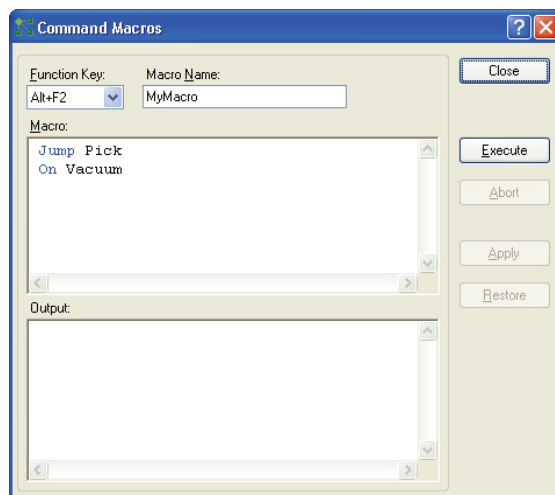 Command Macros
Function Key: Macro Name:
Alt+F2 MyMacro
Close
Macro:
Jump Pick
On Vacuum
Execute
Abort
Apply
Restore
Output: